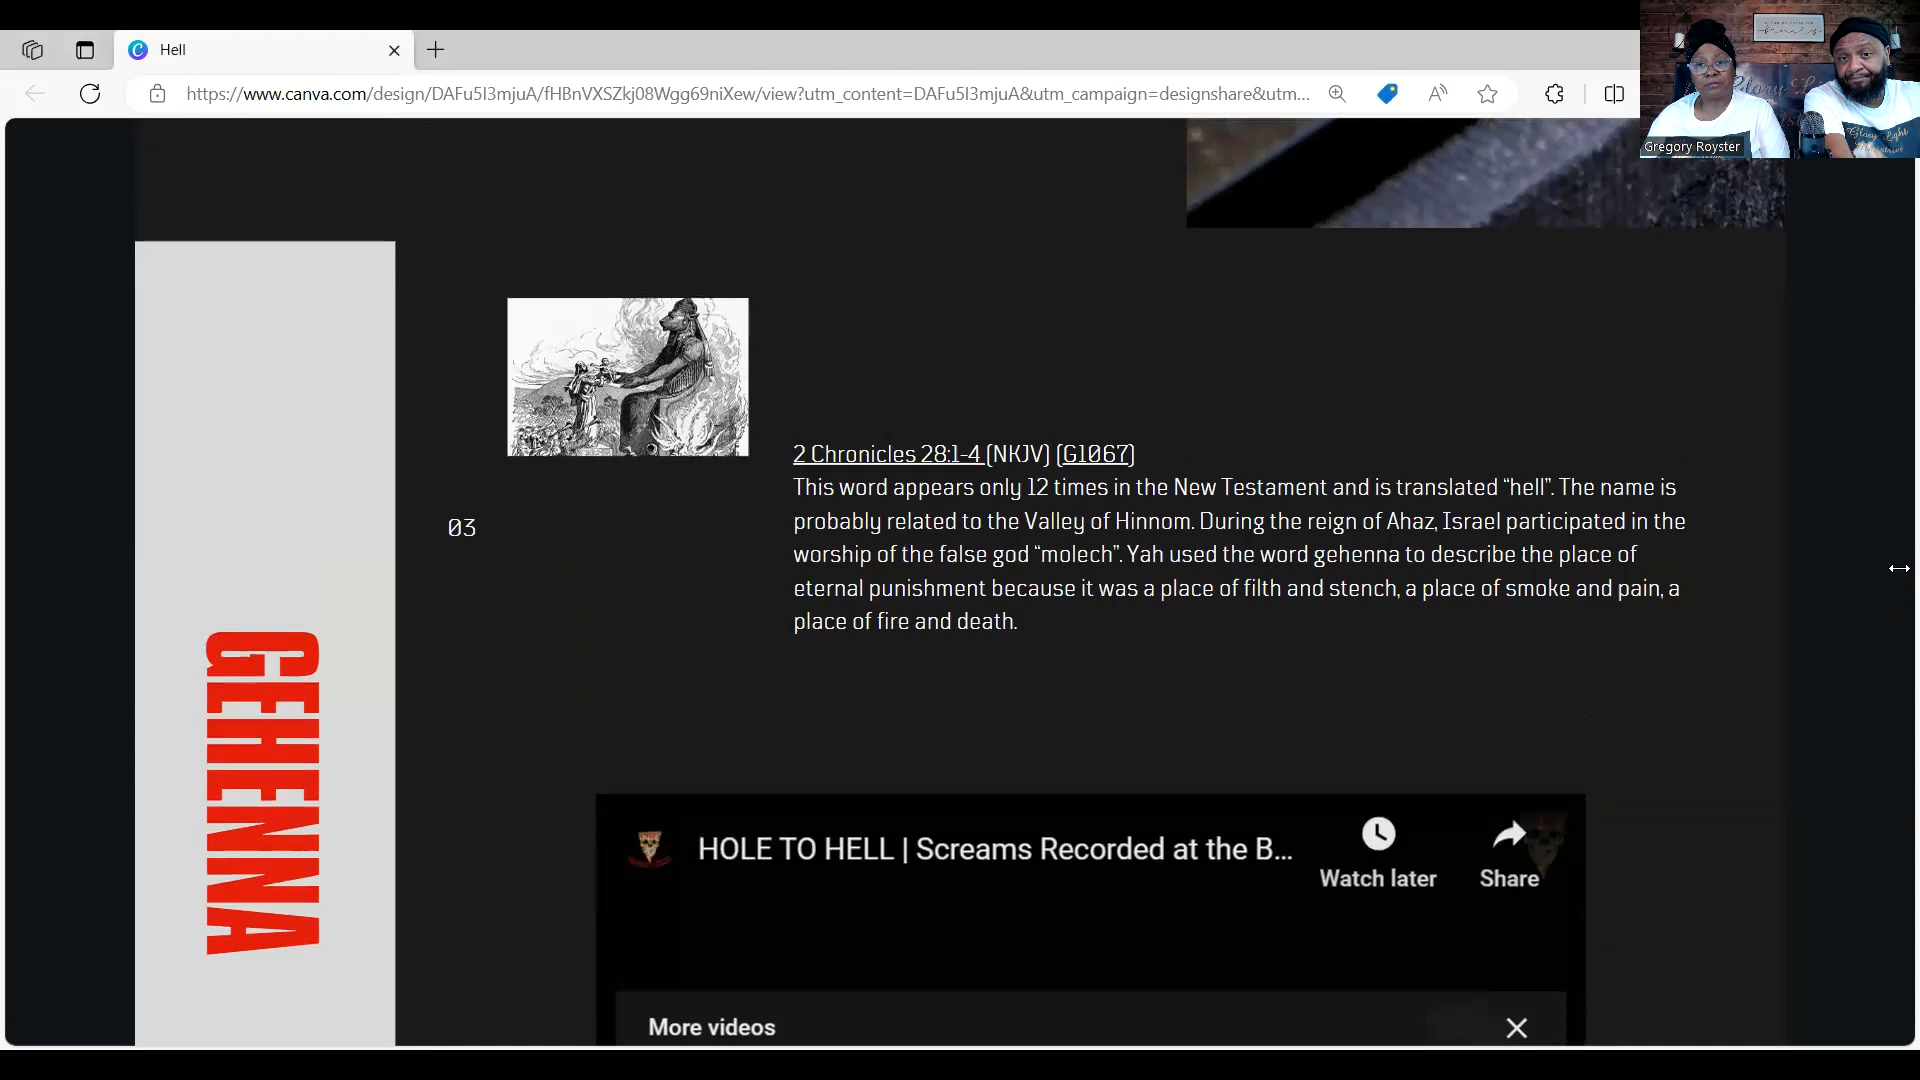 Hell
https://www.canva.com/design/DAFu5I3mjuA/fHBnVXSZkj08Wgg69niXew/view?utm_content=DAFu5I3mjuA&utm_campaign=designshare&utm...
Gregory Royster
2 Chronicles 28:1-4 (NKJV) (G1067)
This word appears only 12 times in the New Testament and is translated “hell”. The name is
probably related to the Valley of Hinnom. During the reign of Ahaz, Israel participated in the
worship of the false god “molech”. Yah used the word gehenna to describe the place of
eternal punishment because it was a place of filth and stench, a place of smoke and pain, a
place of fire and death.
03
GEHENNA
HOLE TO HELL | Screams Recorded at the B...
Watch later
Share
More videos